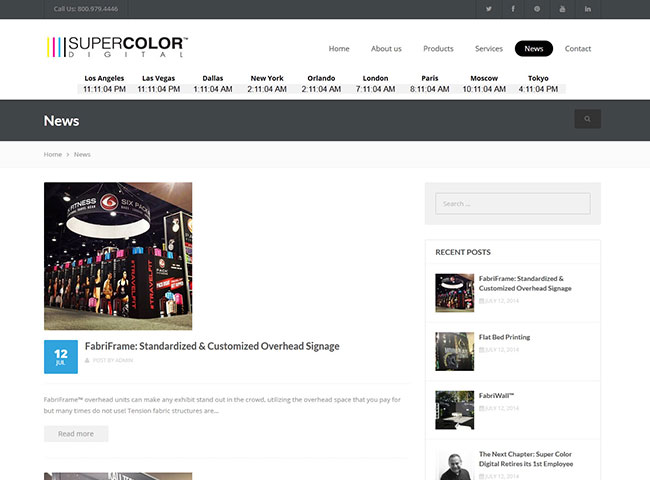 Call Us: 800.979.4446
SUPERCOLOR™
DIGITAL
Home About us Products Services News Contact
Los Angeles Las Vegas Dallas New York Orlando London Paris Moscow Tokyo
11:11:04 PM 11:11:04 PM 1:11:04 AM 2:11:04 AM 2:11:04 AM 7:11:04 AM 8:11:04 AM 10:11:04 AM 4:11:04 PM
News
Home > News
FITNESS
SIX PACK
#TRAVELFIT
#TRAVELFIT
12
JUL
FabriFrame: Standardized & Customized Overhead Signage
POST BY ADMIN
FabriFrame™ overhead units can make any exhibit stand out in the crowd, utilizing the overhead space that you pay for
but many times do not use! Tension fabric structures are...
Read more
Search ...
RECENT POSTS
FabriFrame: Standardized &
Customized Overhead Signage
JULY 12, 2014
Flat Bed Printing
JULY 12, 2014
FabriWall™
JULY 12, 2014
The Next Chapter: Super Color
Digital Retires its 1st Employee
JULY 12, 2014